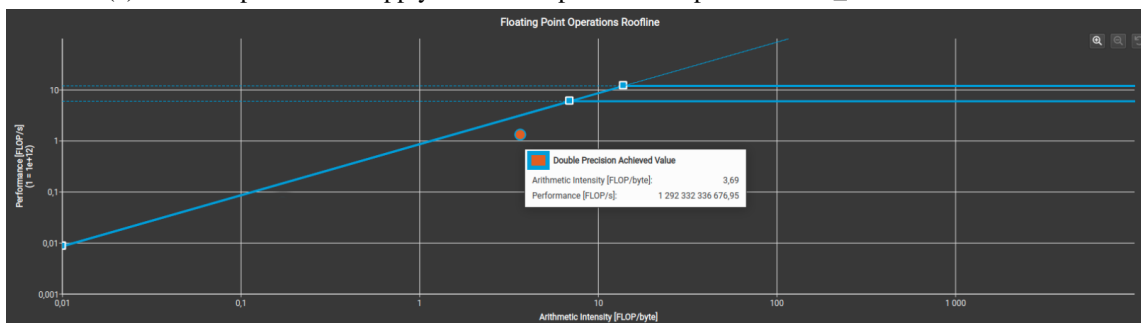 Floating Point Operations Roofline
10
1
0,1
0,01
0,001
Performance [FLOP/s]
(1 = 1e+12)
Double Precision Achieved Value
Arithmetic Intensity [FLOP/byte]: 3,69
Performance [FLOP/s]: 1 292 332 336 676,95
0,01 0,1 1 10 100 1 000
Arithmetic Intensity [FLOP/byte]